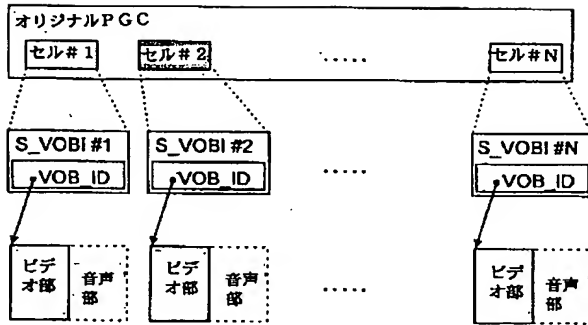 オリジナルPGC
セル#1 セル#2 ..... セル#N
S_VOBI #1 S_VOBI #2 ..... S_VOBI #N
VOB_ID VOB_ID VOB_ID
ビデオ部 音声部 ビデオ部 音声部 ..... ビデオ部 音声部